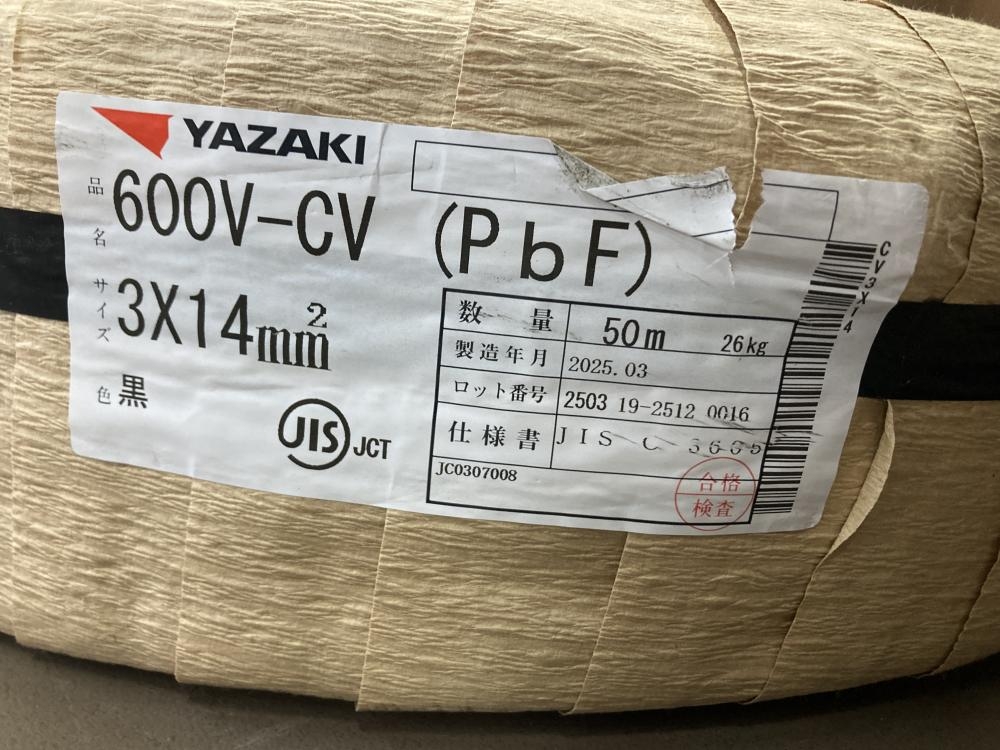 YAZAKI
品名 600V-CV (PbF)
サイズ 3X14mm²
色 黒
JIS JCT
数量 50m 26kg
製造年月 2025.03
ロット番号 2503 19-2512 0016
仕様書 JIS C 3605
JC0307008
合格
検査
CV3X14